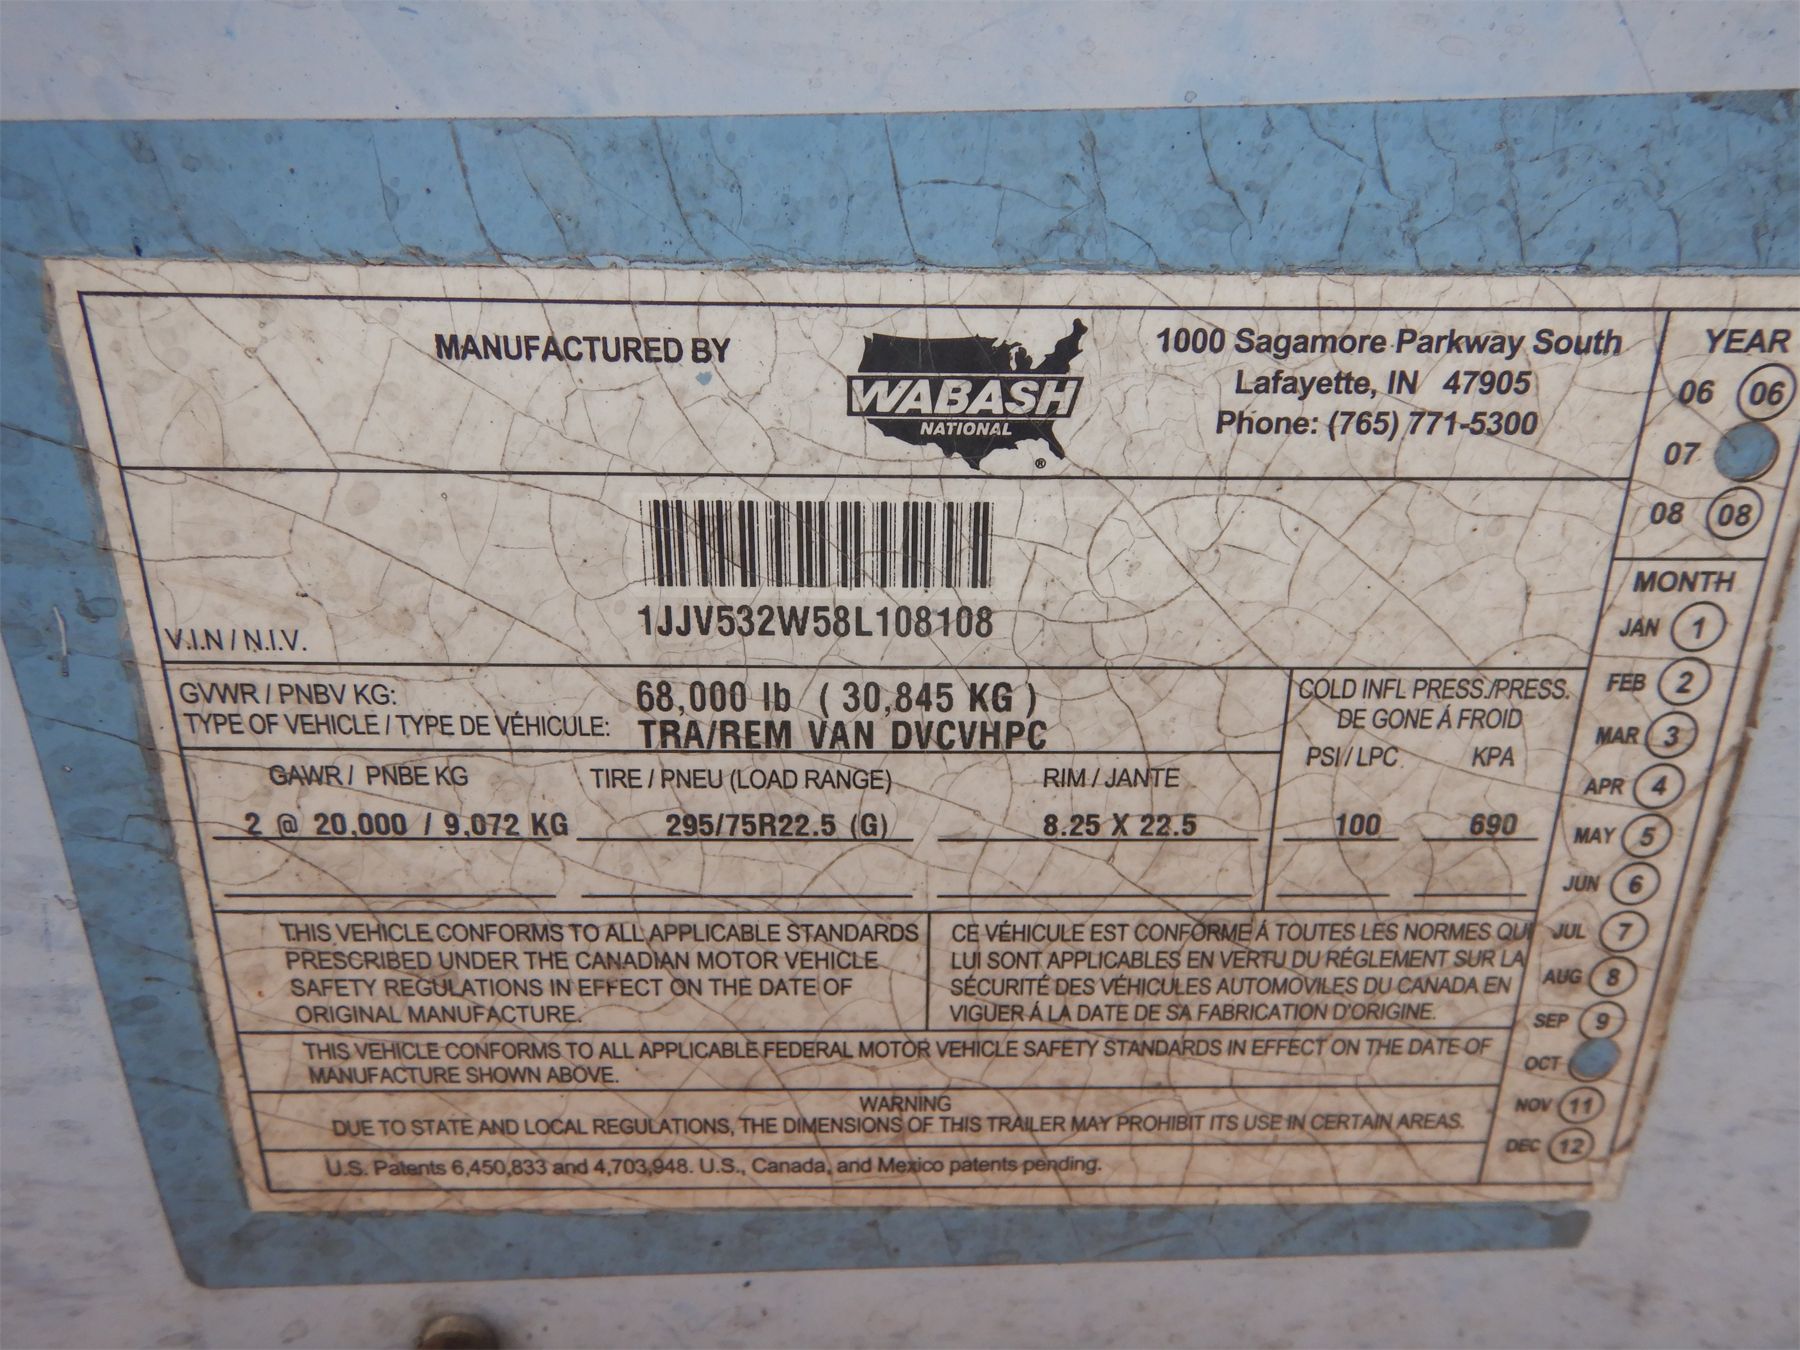 MANUFACTURED BY
WABASH
NATIONAL
®
1000 Sagamore Parkway South
Lafayette, IN 47905
Phone: (765) 771-5300
V.I.N / N.I.V.
1JJV532W58L108108
GVWR / PNBV KG: 68,000 lb ( 30,845 KG )
TYPE OF VEHICLE / TYPE DE VÉHICULE: TRA/REM VAN DVCVHPC
COLD INFL PRESS./PRESS.
DE GONE Á FROID
GAWR / PNBE KG TIRE / PNEU (LOAD RANGE) RIM / JANTE PSI / LPC KPA
2 @ 20,000 / 9,072 KG 295/75R22.5 (G) 8.25 X 22.5 100 690
THIS VEHICLE CONFORMS TO ALL APPLICABLE STANDARDS
PRESCRIBED UNDER THE CANADIAN MOTOR VEHICLE
SAFETY REGULATIONS IN EFFECT ON THE DATE OF
ORIGINAL MANUFACTURE.
CE VÉHICULE EST CONFORME Á TOUTES LES NORMES QUI
LUI SONT APPLICABLES EN VERTU DU RÉGLEMENT SUR LA
SÉCURITÉ DES VÉHICULES AUTOMOVILES DU CANADA EN
VIGUER Á LA DATE DE SA FABRICATION D'ORIGINE.
THIS VEHICLE CONFORMS TO ALL APPLICABLE FEDERAL MOTOR VEHICLE SAFETY STANDARDS IN EFFECT ON THE DATE OF
MANUFACTURE SHOWN ABOVE.
WARNING
DUE TO STATE AND LOCAL REGULATIONS, THE DIMENSIONS OF THIS TRAILER MAY PROHIBIT ITS USE IN CERTAIN AREAS.
U.S. Patents 6,450,833 and 4,703,948. U.S., Canada, and Mexico patents pending.
YEAR
06 06
07
08 08
MONTH
JAN 1
FEB 2
MAR 3
APR 4
MAY 5
JUN 6
JUL 7
AUG 8
SEP 9
OCT
NOV 11
DEC 12